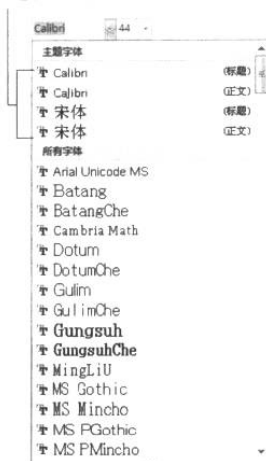 Calibri 44
主题字体
Calibri (标题)
Calibri (正文)
宋体 (标题)
宋体 (正文)
所有字体
Arial Unicode MS
Batang
BatangChe
Cambria Math
Dotum
DotumChe
Gulim
GulimChe
Gungsuh
GungsuhChe
MingLiU
MS Gothic
MS Mincho
MS PGothic
MS PMincho